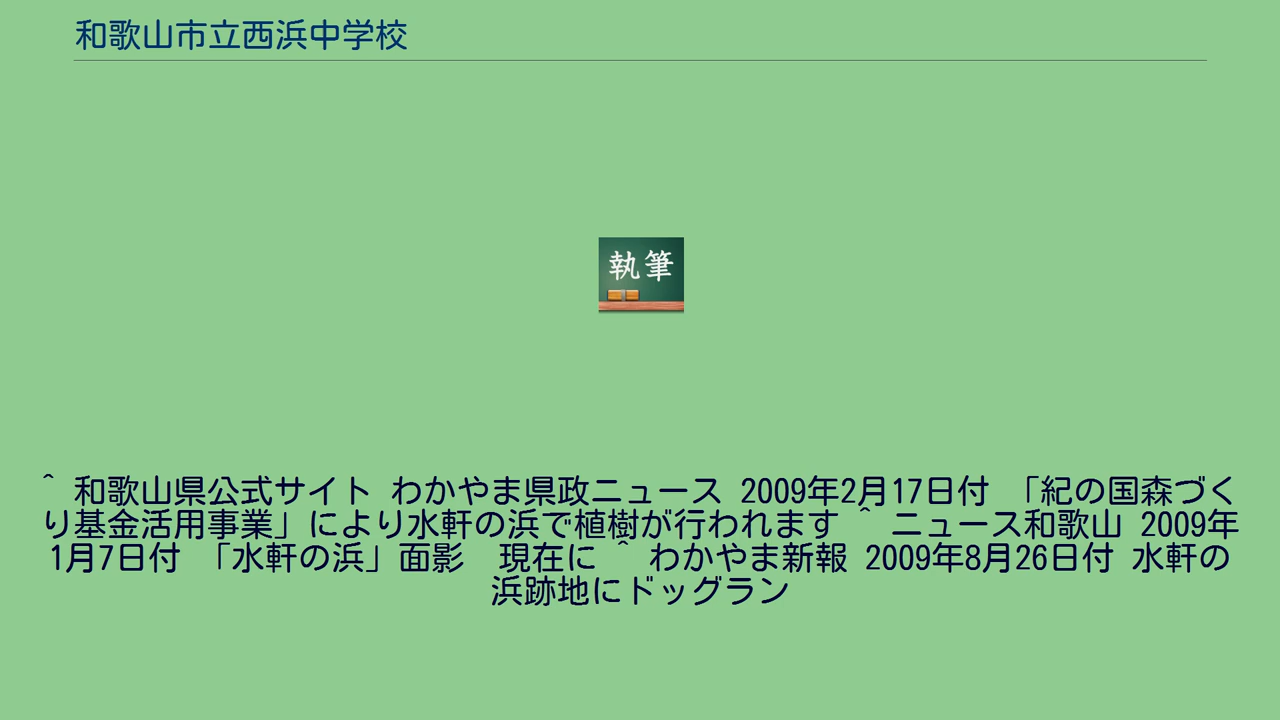 和歌山市立西浜中学校
執筆
^ 和歌山県公式サイト わかやま県政ニュース 2009年2月17日付 「紀の国森づく
り基金活用事業」により水軒の浜で植樹が行われます ^ ニュース和歌山 2009年
1月7日付 「水軒の浜」面影　現在に ^ わかやま新報 2009年8月26日付 水軒の
浜跡地にドッグラン